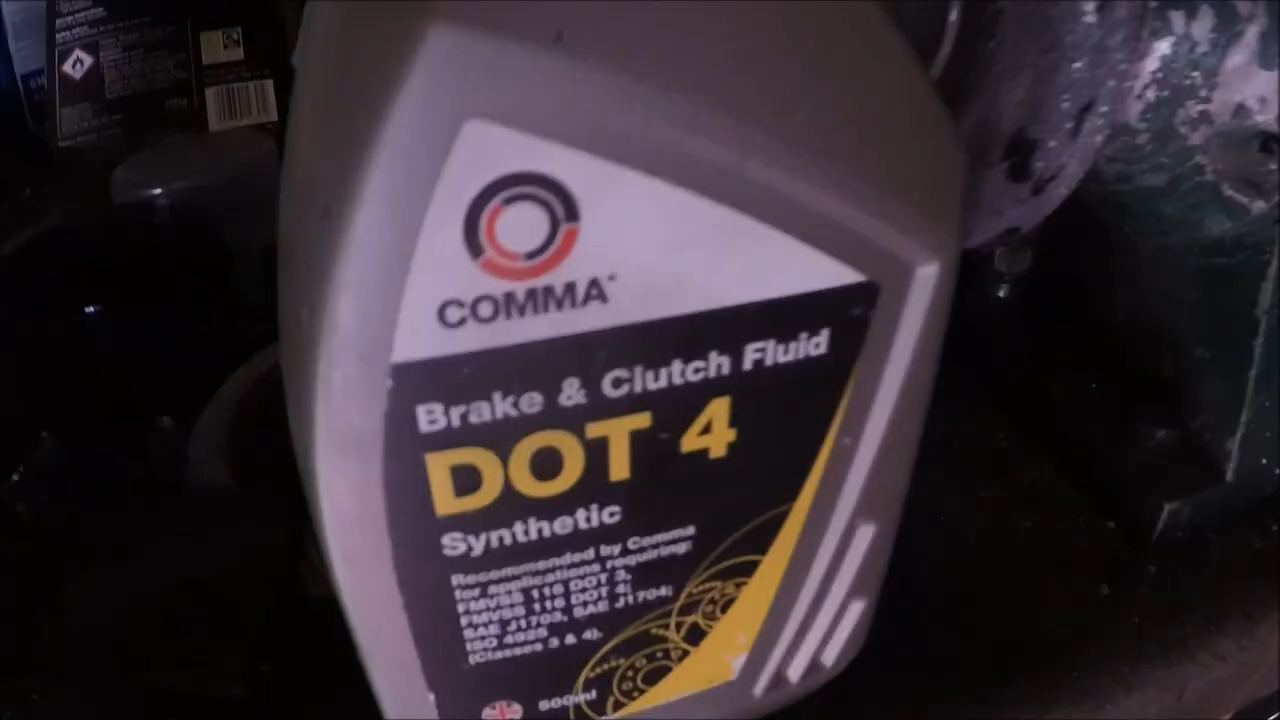 COMMA
Brake & Clutch Fluid
DOT 4
Synthetic
Recommended by Comma
for applications requiring:
FMVSS 116 DOT 3,
FMVSS 116 DOT 4;
SAE J1703, SAE J1704;
ISO 4925
(Classes 3 & 4).
500ml